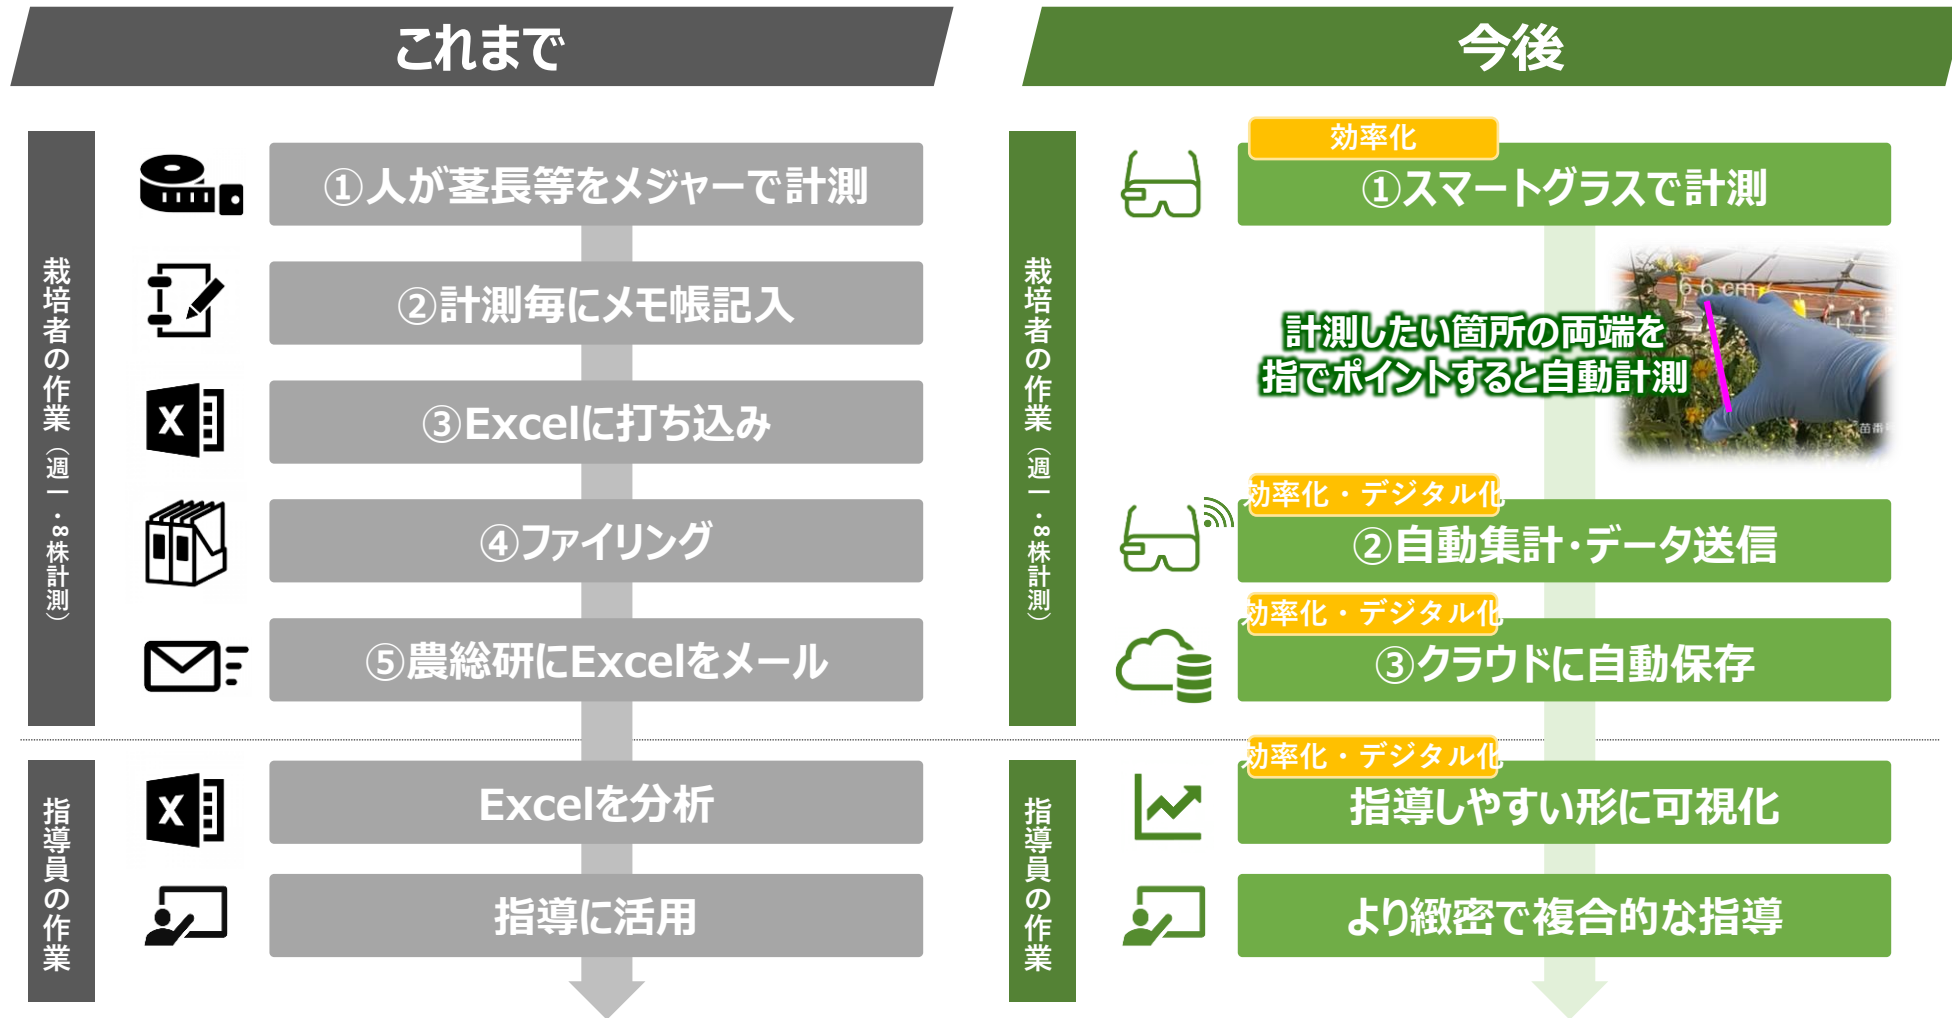 これまで
栽培者の作業（週一・8株計測）
①人が茎長等をメジャーで計測
②計測毎にメモ帳記入
X
③Excelに打ち込み
④ファイリング
⑤農総研にExcelをメール
指導員の作業
X
Excelを分析
指導に活用
今後
栽培者の作業（週一・8株計測）
効率化
①スマートグラスで計測
計測したい箇所の両端を
指でポイントすると自動計測
6.6 cm
苗番
効率化・デジタル化
②自動集計・データ送信
効率化・デジタル化
③クラウドに自動保存
指導員の作業
効率化・デジタル化
指導しやすい形に可視化
より緻密で複合的な指導